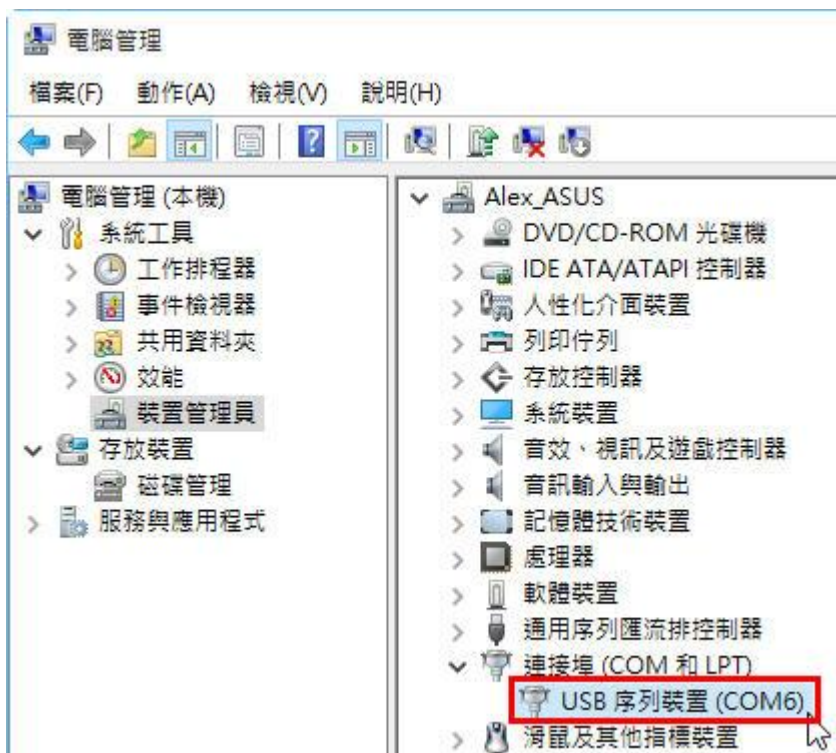 電腦管理
檔案(F) 動作(A) 檢視(V) 說明(H)
電腦管理 (本機)
系統工具
工作排程器
事件檢視器
共用資料夾
效能
裝置管理員
存放裝置
磁碟管理
服務與應用程式
Alex_ASUS
DVD/CD-ROM 光碟機
IDE ATA/ATAPI 控制器
人性化介面裝置
列印佇列
存放控制器
系統裝置
音效、視訊及遊戲控制器
音訊輸入與輸出
記憶體技術裝置
處理器
軟體裝置
通用序列匯流排控制器
連接埠 (COM 和 LPT)
USB 序列裝置 (COM6)
滑鼠及其他指標裝置